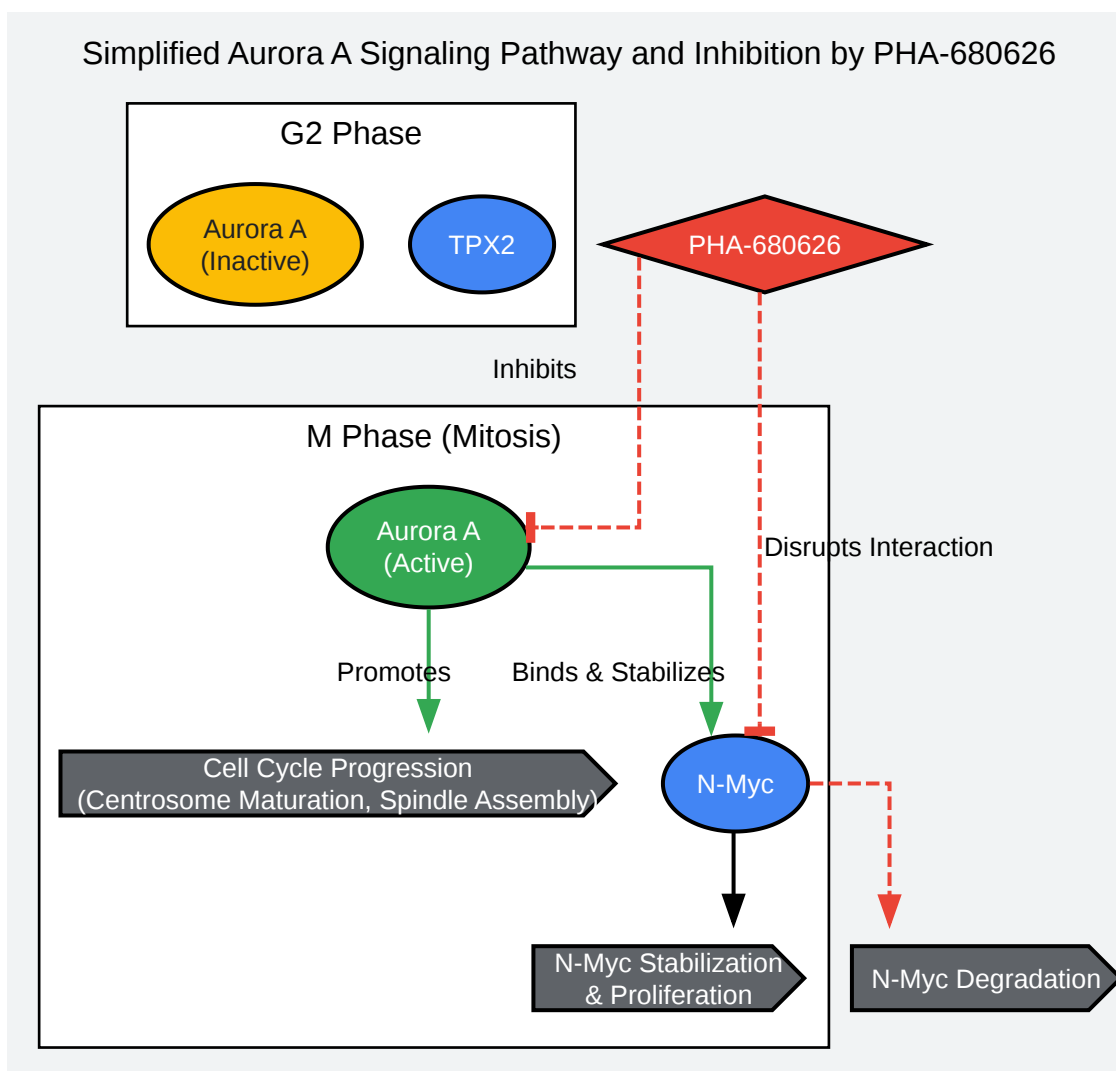 Simplified Aurora A Signaling Pathway and Inhibition by PHA-680626
G2 Phase
Aurora A
(Inactive)
TPX2
PHA-680626
Inhibits
M Phase (Mitosis)
Aurora A
(Active)
Disrupts Interaction
Promotes
Binds & Stabilizes
Cell Cycle Progression
(Centrosome Maturation, Spindle Assembly)
N-Myc
N-Myc Stabilization
& Proliferation
N-Myc Degradation